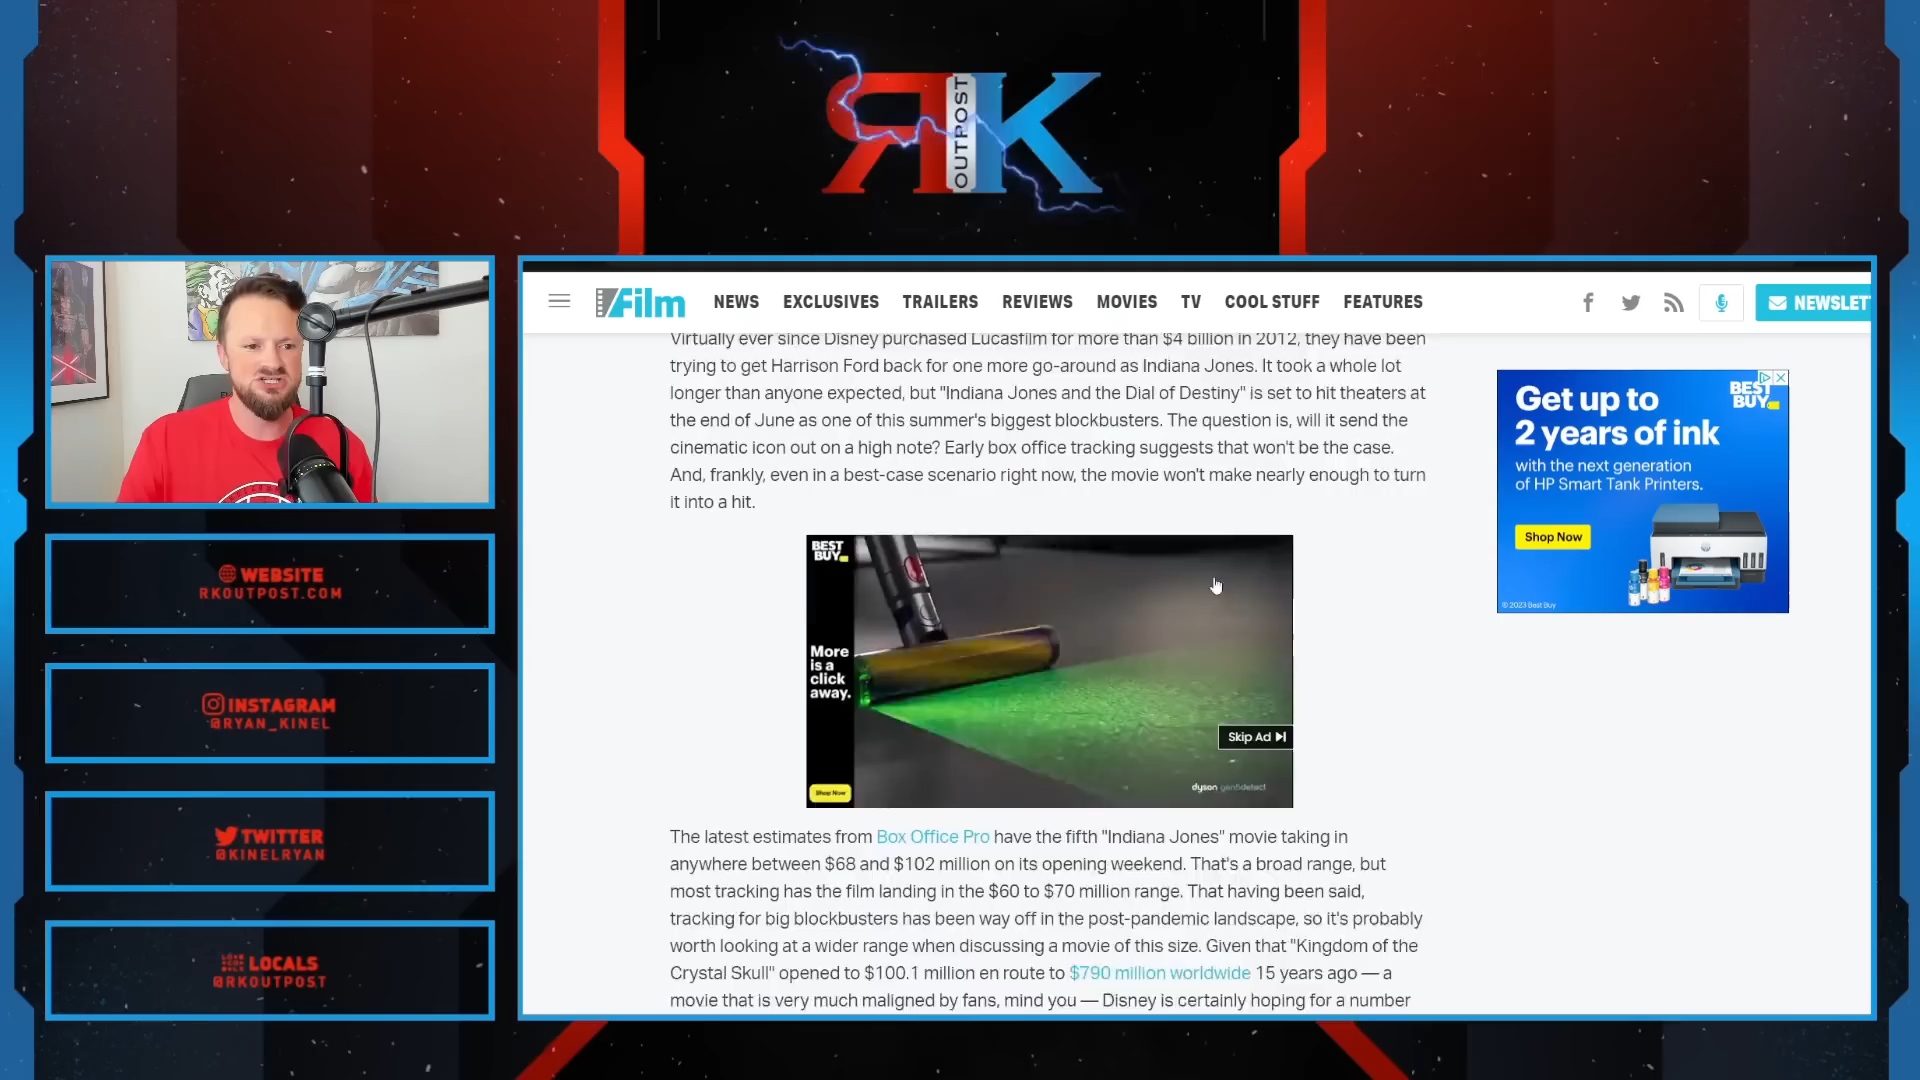 RK
OUTPOST
/Film
NEWS
EXCLUSIVES
TRAILERS
REVIEWS
MOVIES
TV
COOL STUFF
FEATURES
NEWSLET
Virtually ever since Disney purchased Lucasfilm for more than $4 billion in 2012, they have been
trying to get Harrison Ford back for one more go-around as Indiana Jones. It took a whole lot
longer than anyone expected, but "Indiana Jones and the Dial of Destiny" is set to hit theaters at
the end of June as one of this summer's biggest blockbusters. The question is, will it send the
cinematic icon out on a high note? Early box office tracking suggests that won't be the case.
And, frankly, even in a best-case scenario right now, the movie won't make nearly enough to turn
it into a hit.
BEST
BUY
More
is a
click
away.
Shop Now
Skip Ad
dyson gen5detect
The latest estimates from Box Office Pro have the fifth "Indiana Jones" movie taking in
anywhere between $68 and $102 million on its opening weekend. That's a broad range, but
most tracking has the film landing in the $60 to $70 million range. That having been said,
tracking for big blockbusters has been way off in the post-pandemic landscape, so it's probably
worth looking at a wider range when discussing a movie of this size. Given that "Kingdom of the
Crystal Skull" opened to $100.1 million en route to $790 million worldwide 15 years ago — a
movie that is very much maligned by fans, mind you — Disney is certainly hoping for a number
Get up to
2 years of ink
with the next generation
of HP Smart Tank Printers.
Shop Now
BEST
BUY
© 2023 Best Buy
WEBSITE
RKOUTPOST.COM
INSTAGRAM
@RYAN_KINEL
TWITTER
@KINELRYAN
LOCALS
@RKOUTPOST